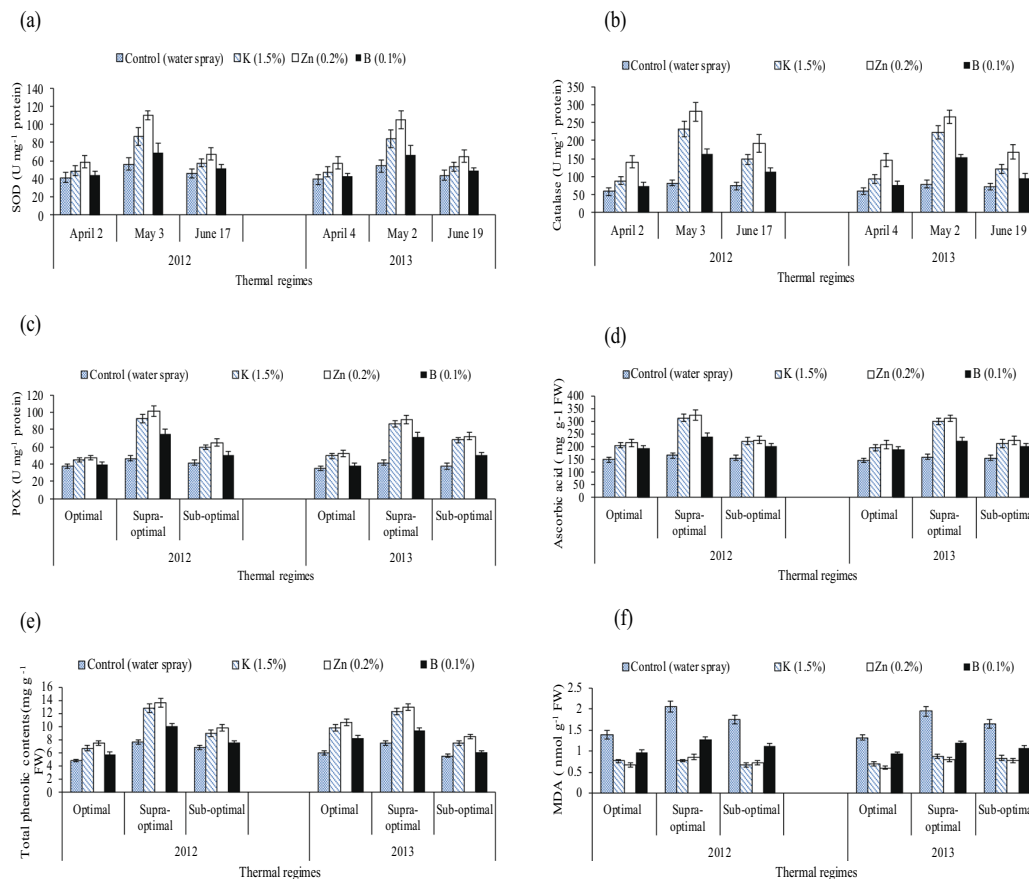 (a)
Control (water spray) K (1.5%) Zn (0.2%) B (0.1%)
SOD (U mg-1 protein)
140
120
100
80
60
40
20
0
April 2 May 3 June 17 April 4 May 2 June 19
2012 2013
Thermal regimes
(b)
Control (water spray) K (1.5%) Zn (0.2%) B (0.1%)
Catalase (U mg-1 protein)
350
300
250
200
150
100
50
0
April 2 May 3 June 17 April 4 May 2 June 19
2012 2013
Thermal regimes
(c)
Control (water spray) K (1.5%) Zn (0.2%) B (0.1%)
POX (U mg-1 protein)
120
100
80
60
40
20
0
Optimal Supra- Sub-optimal Optimal Supra- Sub-optimal
optimal optimal
2012 2013
Thermal regimes
(d)
Control (water spray) K (1.5%) Zn (0.2%) B (0.1%)
Ascorbic acid ( mg g-1 FW)
400
350
300
250
200
150
100
50
0
Optimal Supra- Sub-optimal Optimal Supra- Sub-optimal
optimal optimal
2012 2013
Thermal regimes
(e)
Control (water spray) K (1.5%) Zn (0.2%) B (0.1%)
Total phenolic contents(mg g-1
FW)
16
14
12
10
8
6
4
2
0
Optimal Supra- Sub-optimal Optimal Supra- Sub-optimal
optimal optimal
2012 2013
Thermal regimes
(f)
Control (water spray) K (1.5%) Zn (0.2%) B (0.1%)
MDA ( nmol g-1 FW)
2.5
2
1.5
1
0.5
0
Optimal Supra- Sub-optimal Optimal Supra- Sub-optimal
optimal optimal
2012 2013
Thermal regimes